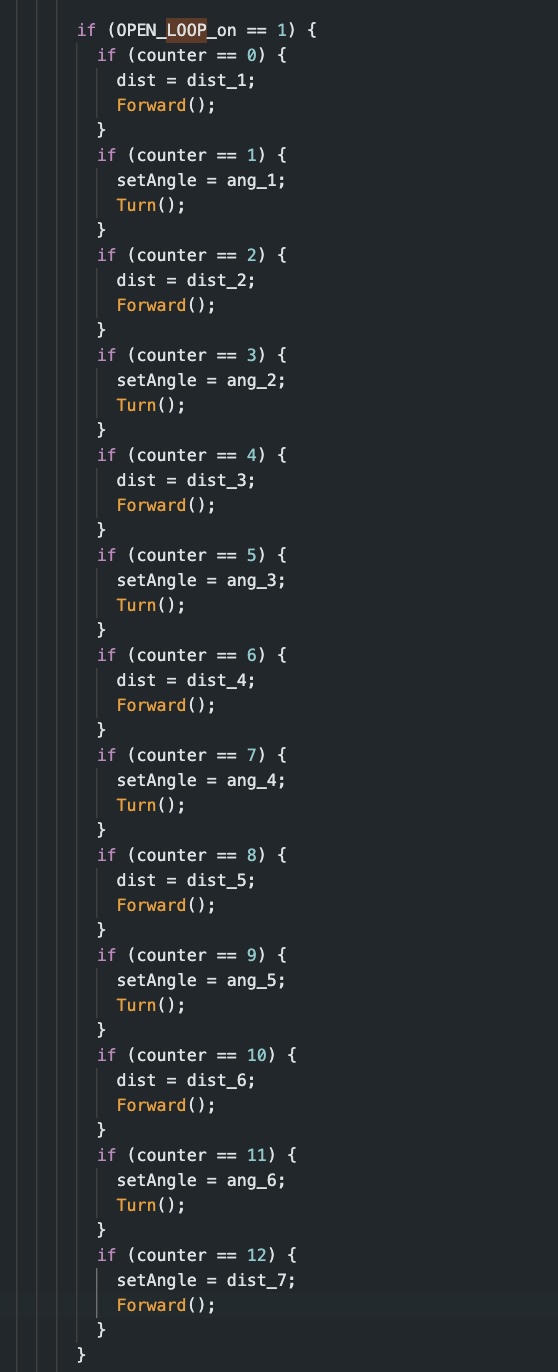 if (OPEN_LOOP_on == 1) {
if (counter == 0) {
dist = dist_1;
Forward();
}
if (counter == 1) {
setAngle = ang_1;
Turn();
}
if (counter == 2) {
dist = dist_2;
Forward();
}
if (counter == 3) {
setAngle = ang_2;
Turn();
}
if (counter == 4) {
dist = dist_3;
Forward();
}
if (counter == 5) {
setAngle = ang_3;
Turn();
}
if (counter == 6) {
dist = dist_4;
Forward();
}
if (counter == 7) {
setAngle = ang_4;
Turn();
}
if (counter == 8) {
dist = dist_5;
Forward();
}
if (counter == 9) {
setAngle = ang_5;
Turn();
}
if (counter == 10) {
dist = dist_6;
Forward();
}
if (counter == 11) {
setAngle = ang_6;
Turn();
}
if (counter == 12) {
setAngle = dist_7;
Forward();
}
}